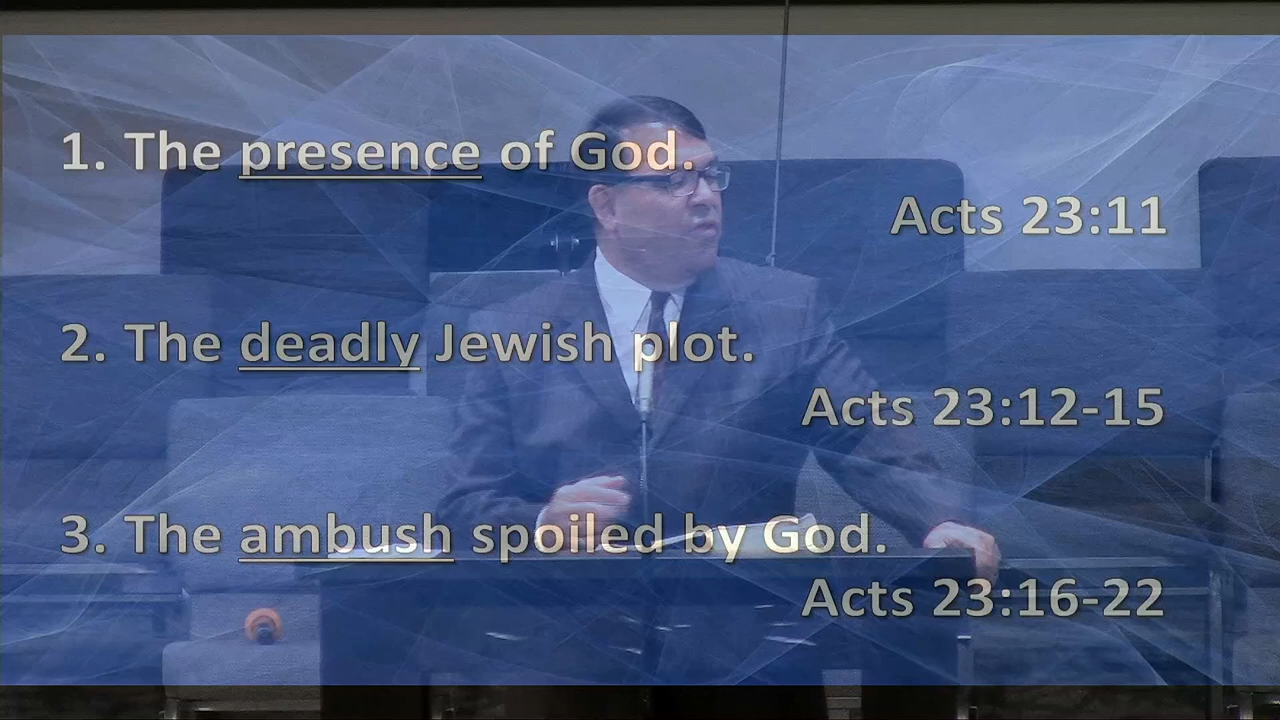 1. The presence of God.
Acts 23:11
2. The deadly Jewish plot.
Acts 23:12-15
3. The ambush spoiled by God.
Acts 23:16-22